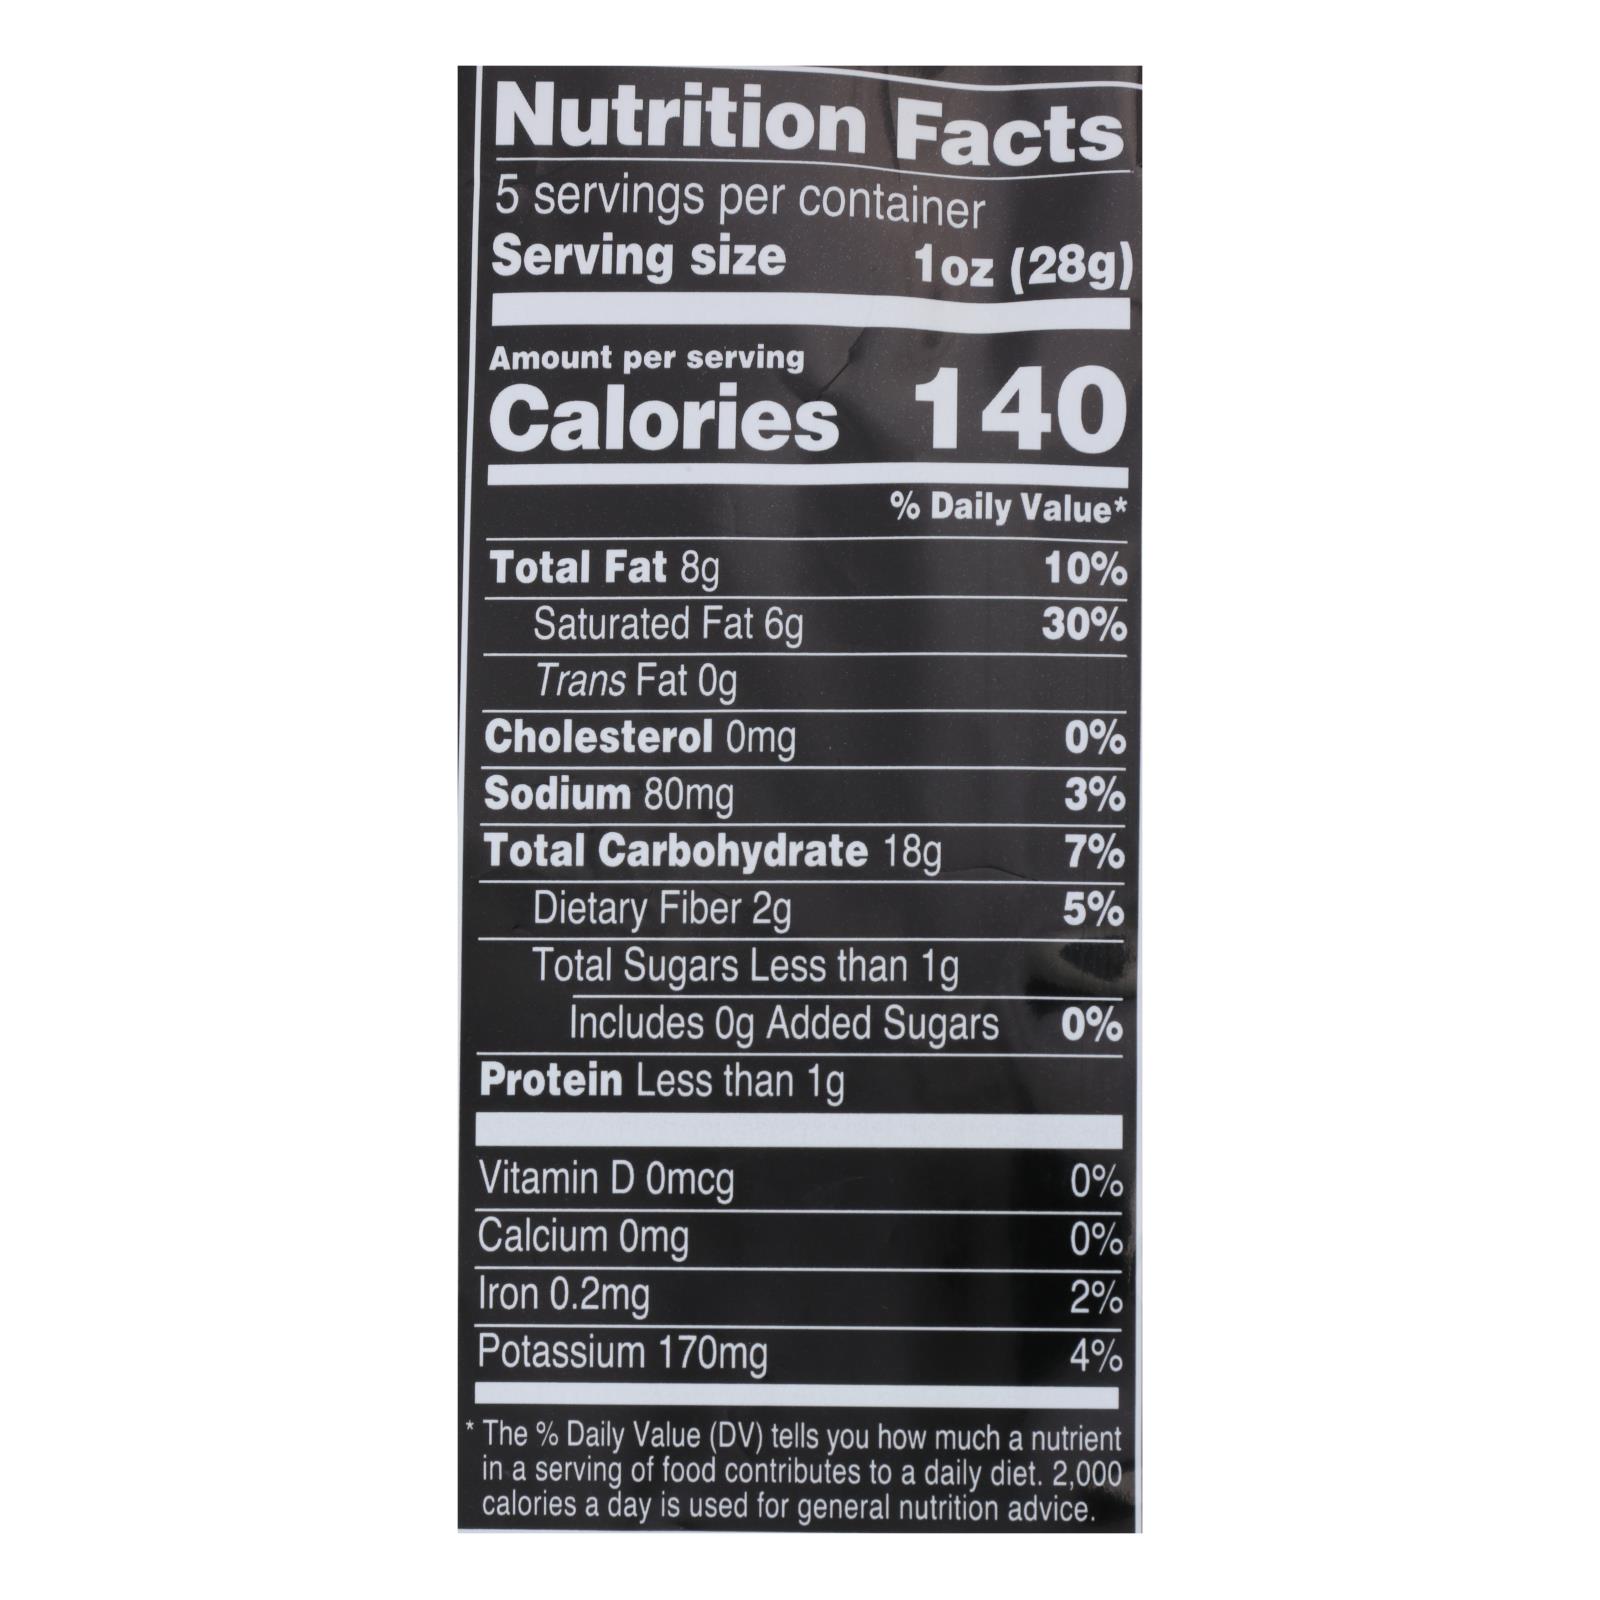 Nutrition Facts
5 servings per container
Serving size 1oz (28g)
Amount per serving
Calories 140
% Daily Value*
Total Fat 8g 10%
Saturated Fat 6g 30%
Trans Fat 0g
Cholesterol 0mg 0%
Sodium 80mg 3%
Total Carbohydrate 18g 7%
Dietary Fiber 2g 5%
Total Sugars Less than 1g
Includes 0g Added Sugars 0%
Protein Less than 1g
Vitamin D 0mcg 0%
Calcium 0mg 0%
Iron 0.2mg 2%
Potassium 170mg 4%
* The % Daily Value (DV) tells you how much a nutrient
in a serving of food contributes to a daily diet. 2,000
calories a day is used for general nutrition advice.